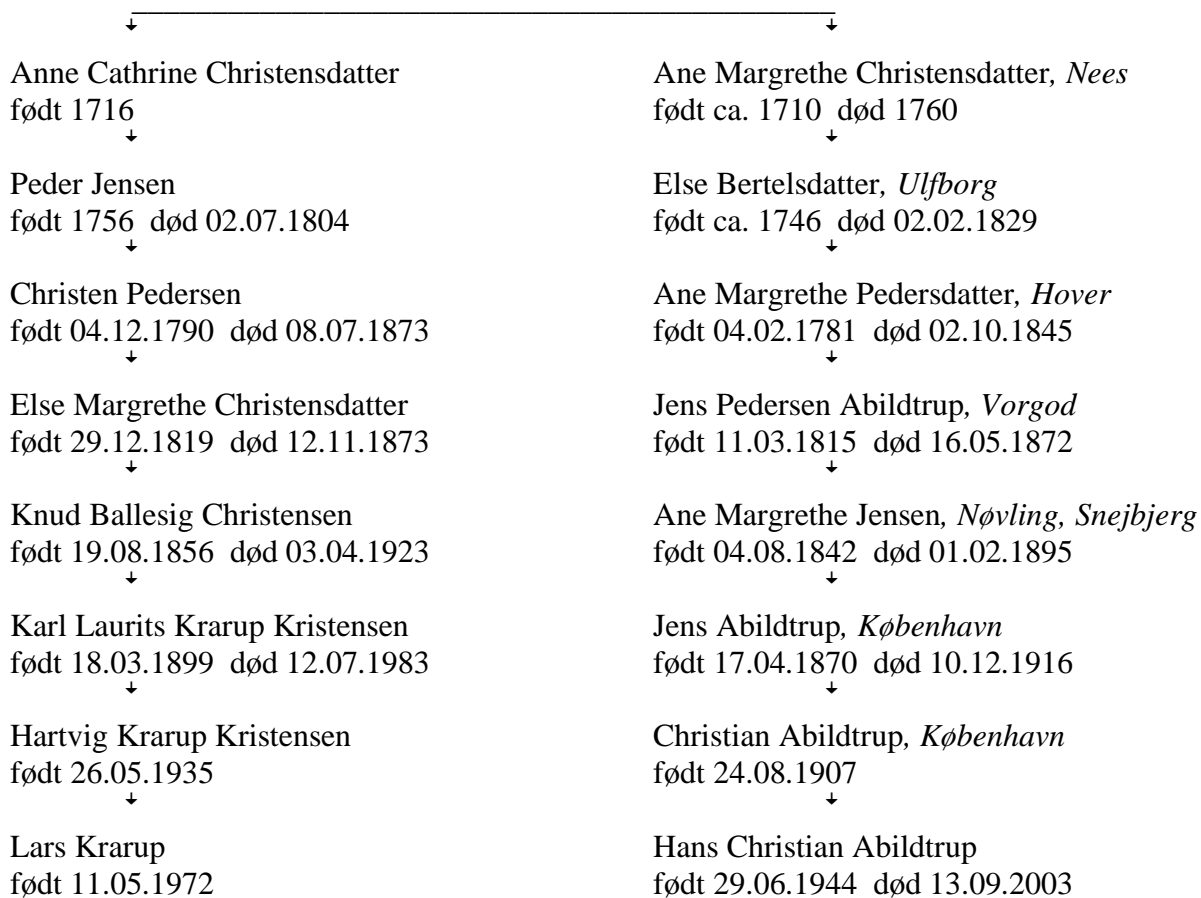 Anne Cathrine Christensdatter
født 1716
Peder Jensen
født 1756 død 02.07.1804
Christen Pedersen
født 04.12.1790 død 08.07.1873
Else Margrethe Christensdatter
født 29.12.1819 død 12.11.1873
Knud Ballesig Christensen
født 19.08.1856 død 03.04.1923
Karl Laurits Krarup Kristensen
født 18.03.1899 død 12.07.1983
Hartvig Krarup Kristensen
født 26.05.1935
Lars Krarup
født 11.05.1972
Ane Margrethe Christensdatter, Nees
født ca. 1710 død 1760
Else Bertelsdatter, Ulfborg
født ca. 1746 død 02.02.1829
Ane Margrethe Pedersdatter, Hover
født 04.02.1781 død 02.10.1845
Jens Pedersen Abildtrup, Vorgod
født 11.03.1815 død 16.05.1872
Ane Margrethe Jensen, Nøvling, Snejbjerg
født 04.08.1842 død 01.02.1895
Jens Abildtrup, København
født 17.04.1870 død 10.12.1916
Christian Abildtrup, København
født 24.08.1907
Hans Christian Abildtrup
født 29.06.1944 død 13.09.2003